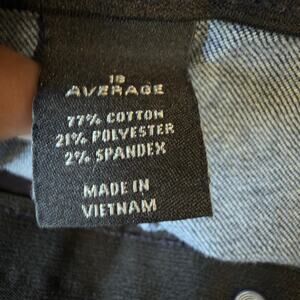 18
AVERAGE
77% COTTON
21% POLYESTER
2% SPANDEX
MADE IN
VIETNAM